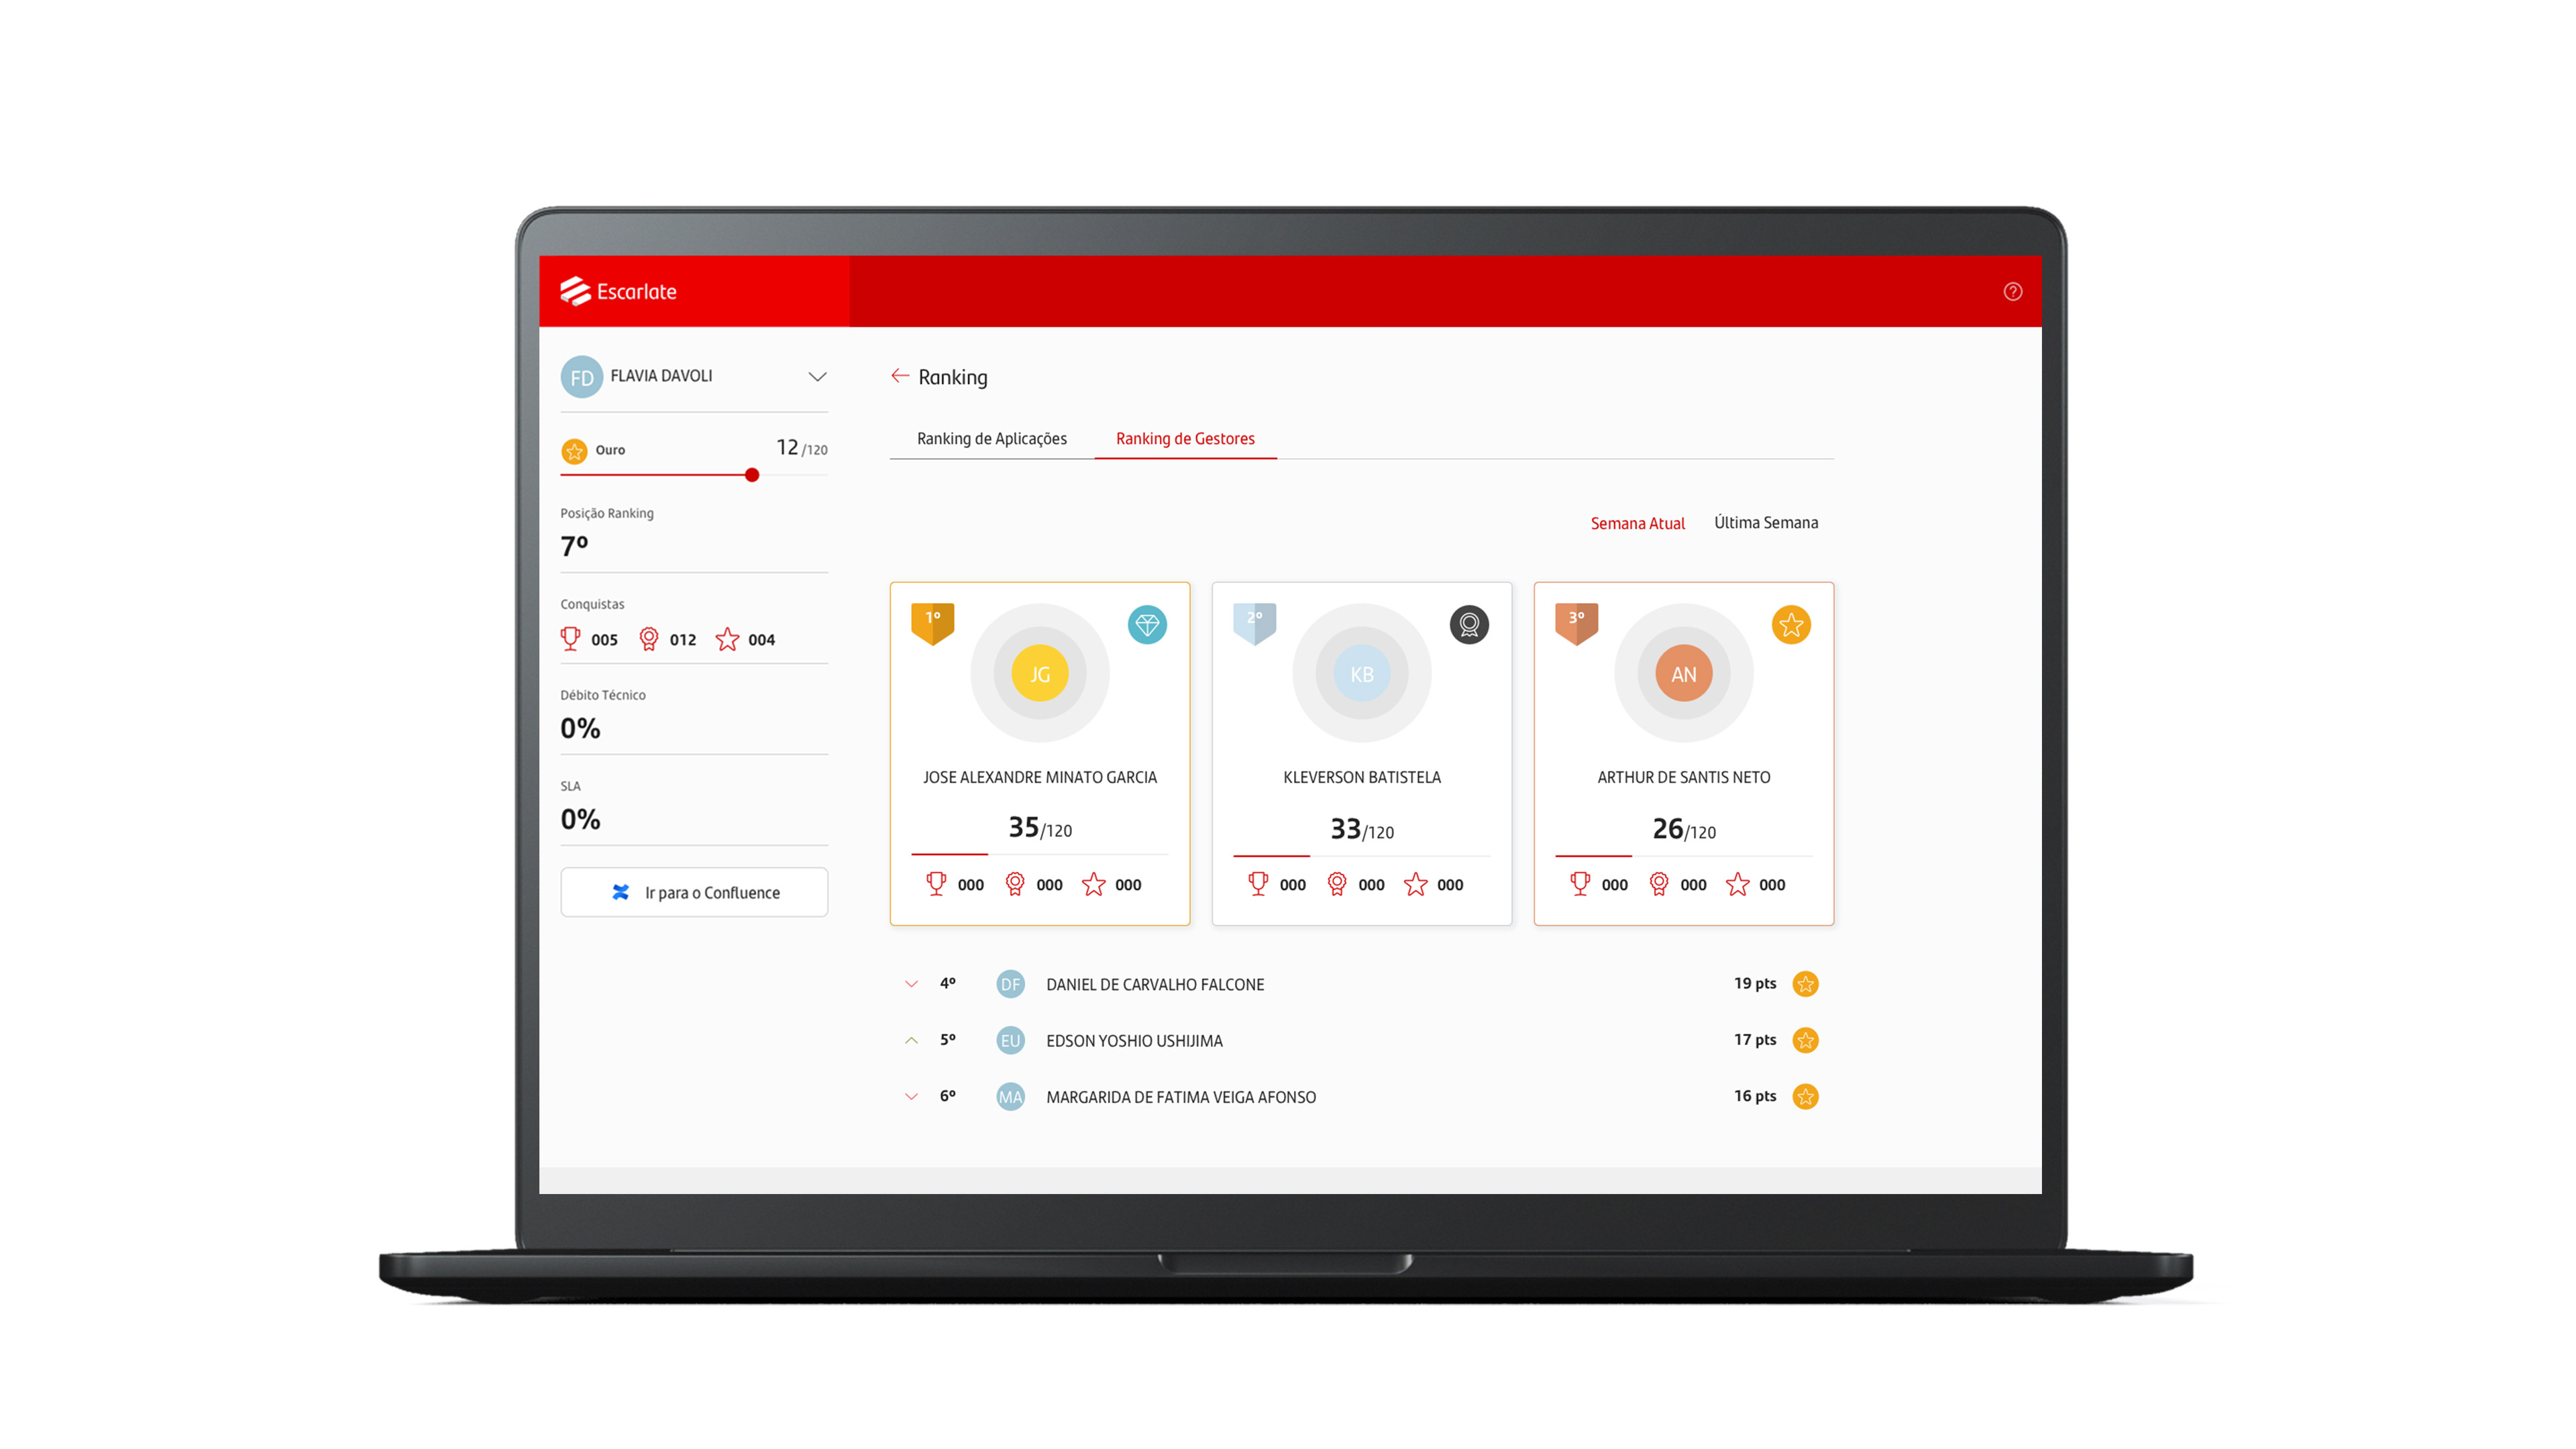 Escarlate
?
FD FLAVIA DAVOLI
Ouro 12/120
Posição Ranking
7º
Conquistas
005 012 004
Débito Técnico
0%
SLA
0%
Ir para o Confluence
Ranking
Ranking de Aplicações Ranking de Gestores
Semana Atual Última Semana
1º
JG
JOSE ALEXANDRE MINATO GARCIA
35/120
000 000 000
2º
KB
KLEVERSON BATISTELA
33/120
000 000 000
3º
AN
ARTHUR DE SANTIS NETO
26/120
000 000 000
4º DF DANIEL DE CARVALHO FALCONE 19 pts
5º EU EDSON YOSHIO USHIJIMA 17 pts
6º MA MARGARIDA DE FATIMA VEIGA AFONSO 16 pts